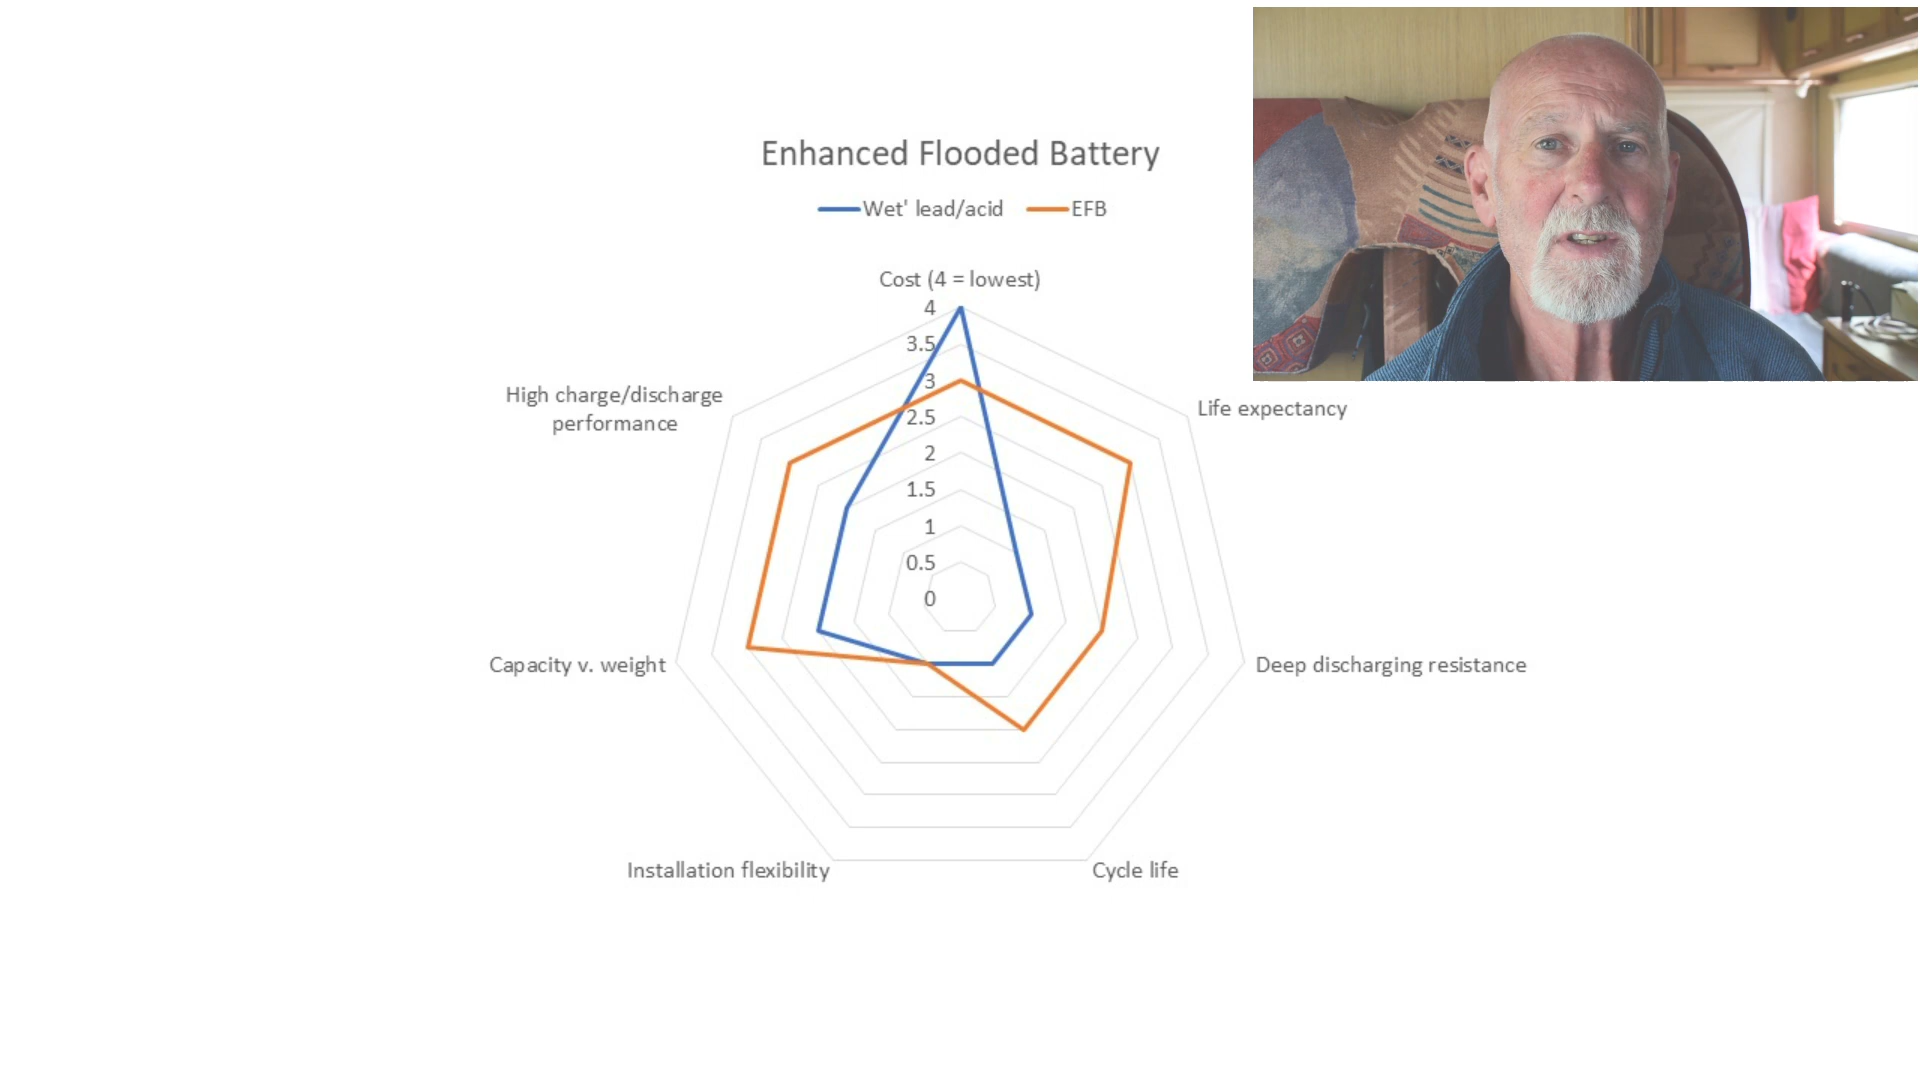 Enhanced Flooded Battery
Wet' lead/acid EFB
Cost (4 = lowest)
4
3.5
3
2.5
2
1.5
1
0.5
0
High charge/discharge
performance
Life expectancy
Capacity v. weight
Deep discharging resistance
Installation flexibility
Cycle life